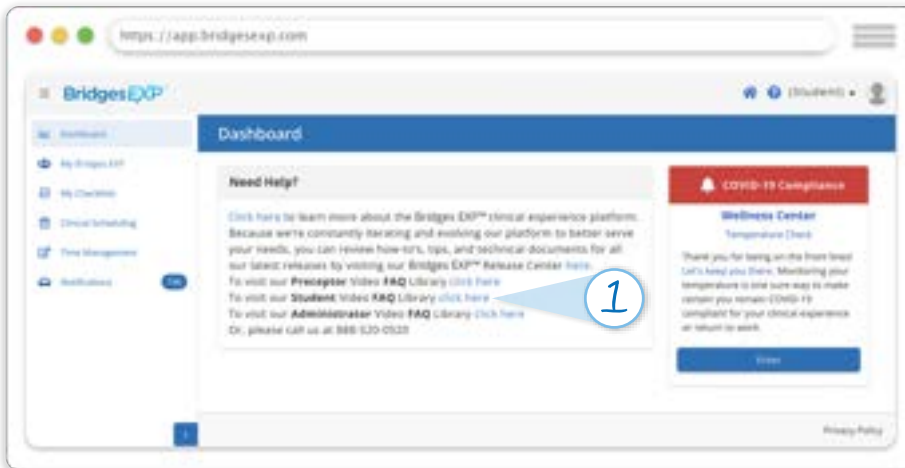 https://app.bridgesexp.com
BridgesEXP
(Student)
Dashboard
Dashboard
My Bridges EXP
My Checklist
Clinical Scheduling
Time Management
Notifications
Need Help?
Click here to learn more about the Bridges EXP™ clinical experience platform.
Because we're constantly iterating and evolving our platform to better serve
your needs, you can review how-to's, tips, and technical documents for all
our latest releases by visiting our Bridges EXP™ Release Center here.
To visit our Preceptor Video FAQ Library click here
To visit our Student Video FAQ Library click here
To visit our Administrator Video FAQ Library click here
Or, please call us at 888-520-0520
1
COVID-19 Compliance
Wellness Center
Temperature Check
Thank you for being on the front lines!
Let's keep you there. Monitoring your
temperature is one sure way to make
certain you remain COVID-19
compliant for your clinical experience
or return to work.
Enter
Privacy Policy